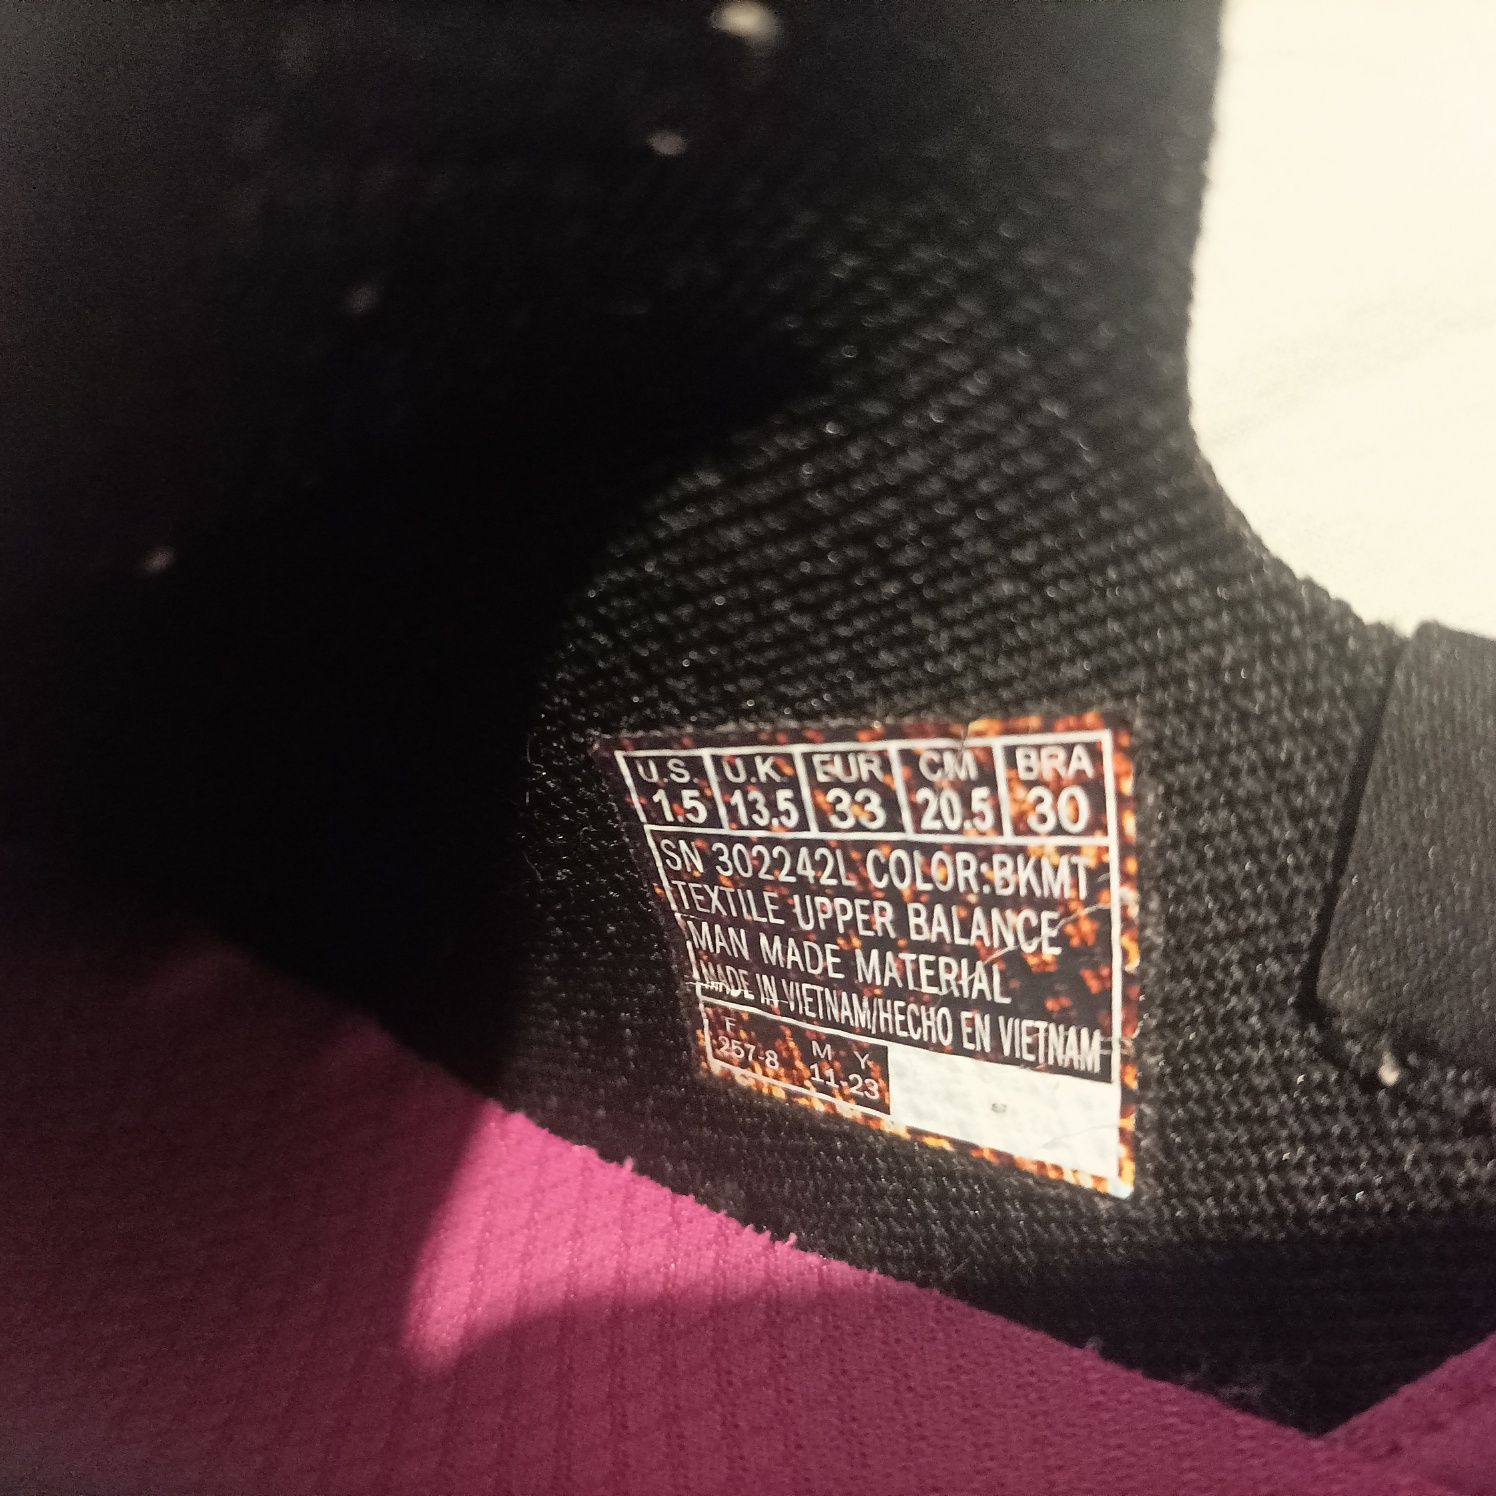 U.S. U.K. EUR CM BRA
1.5 13.5 33 20.5 30
SN 302242L COLOR:BKMT
TEXTILE UPPER BALANCE
MAN MADE MATERIAL
MADE IN VIETNAM/HECHO EN VIETNAM
F M Y
257-8 11-23